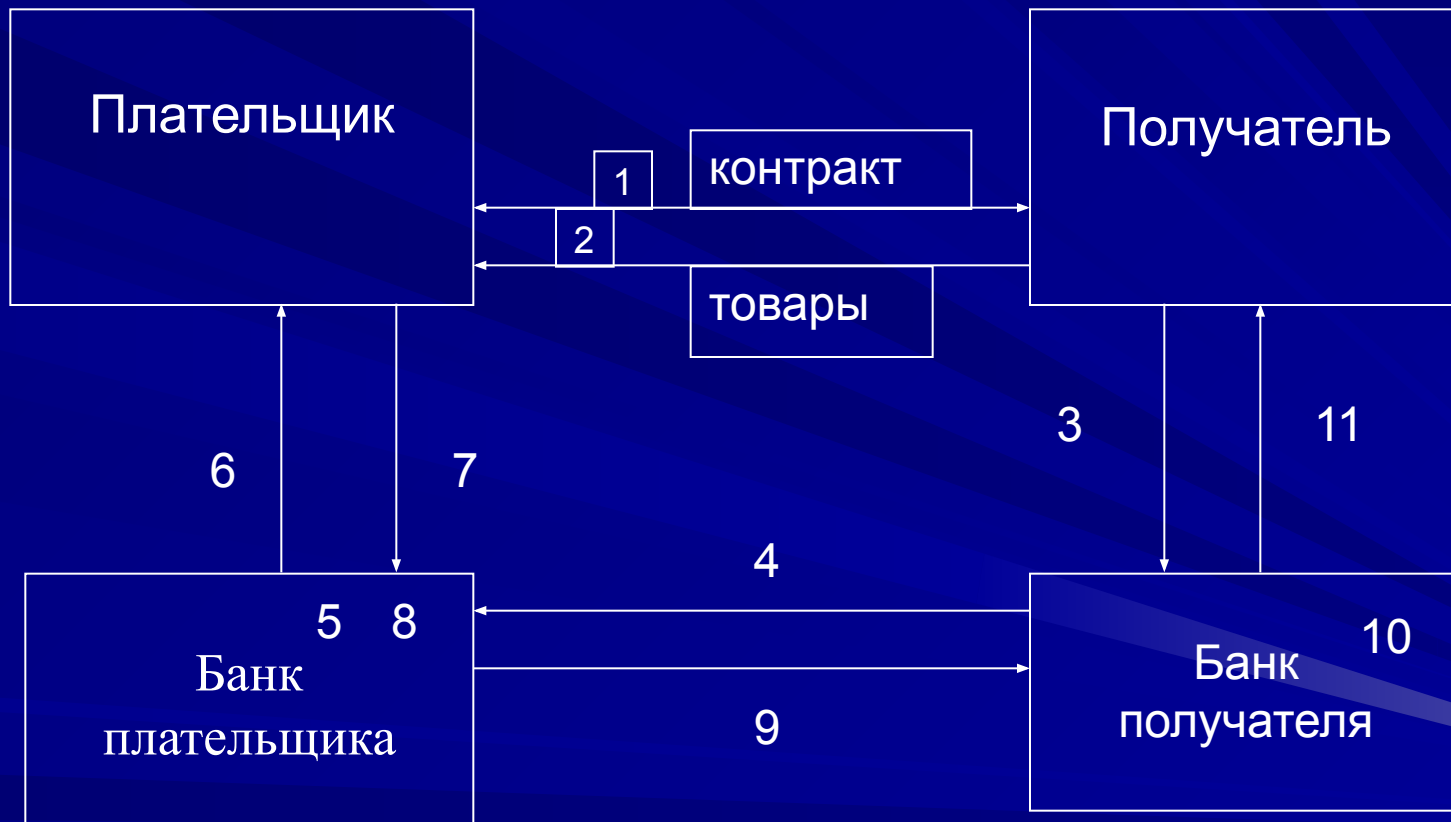 Плательщик
Получатель
контракт
1
2
товары
3
11
6
7
4
5 8
10
Банк
плательщика
Банк
получателя
9